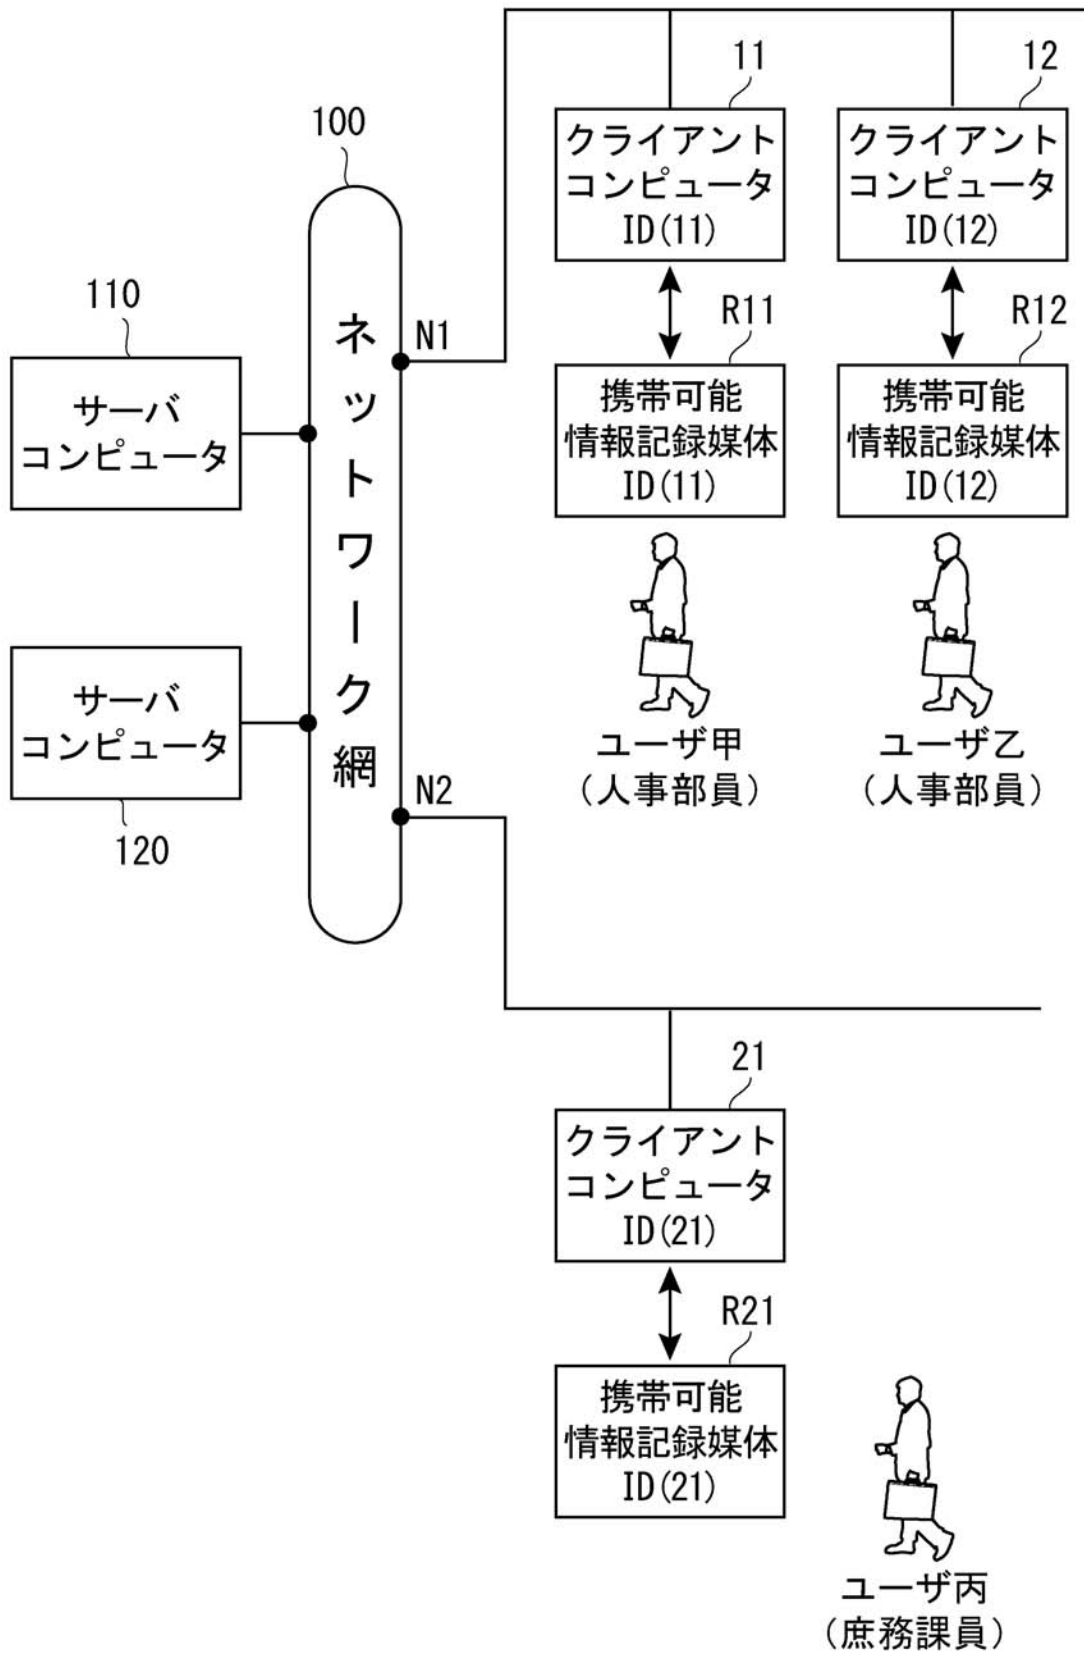 100
11
12
クライアント
コンピュータ
ID(11)
クライアント
コンピュータ
ID(12)
110
サーバ
コンピュータ
ネットワーク網
N1
R11
R12
携帯可能
情報記録媒体
ID(11)
携帯可能
情報記録媒体
ID(12)
サーバ
コンピュータ
120
N2
ユーザ甲
(人事部員)
ユーザ乙
(人事部員)
21
クライアント
コンピュータ
ID(21)
R21
携帯可能
情報記録媒体
ID(21)
ユーザ丙
(庶務課員)